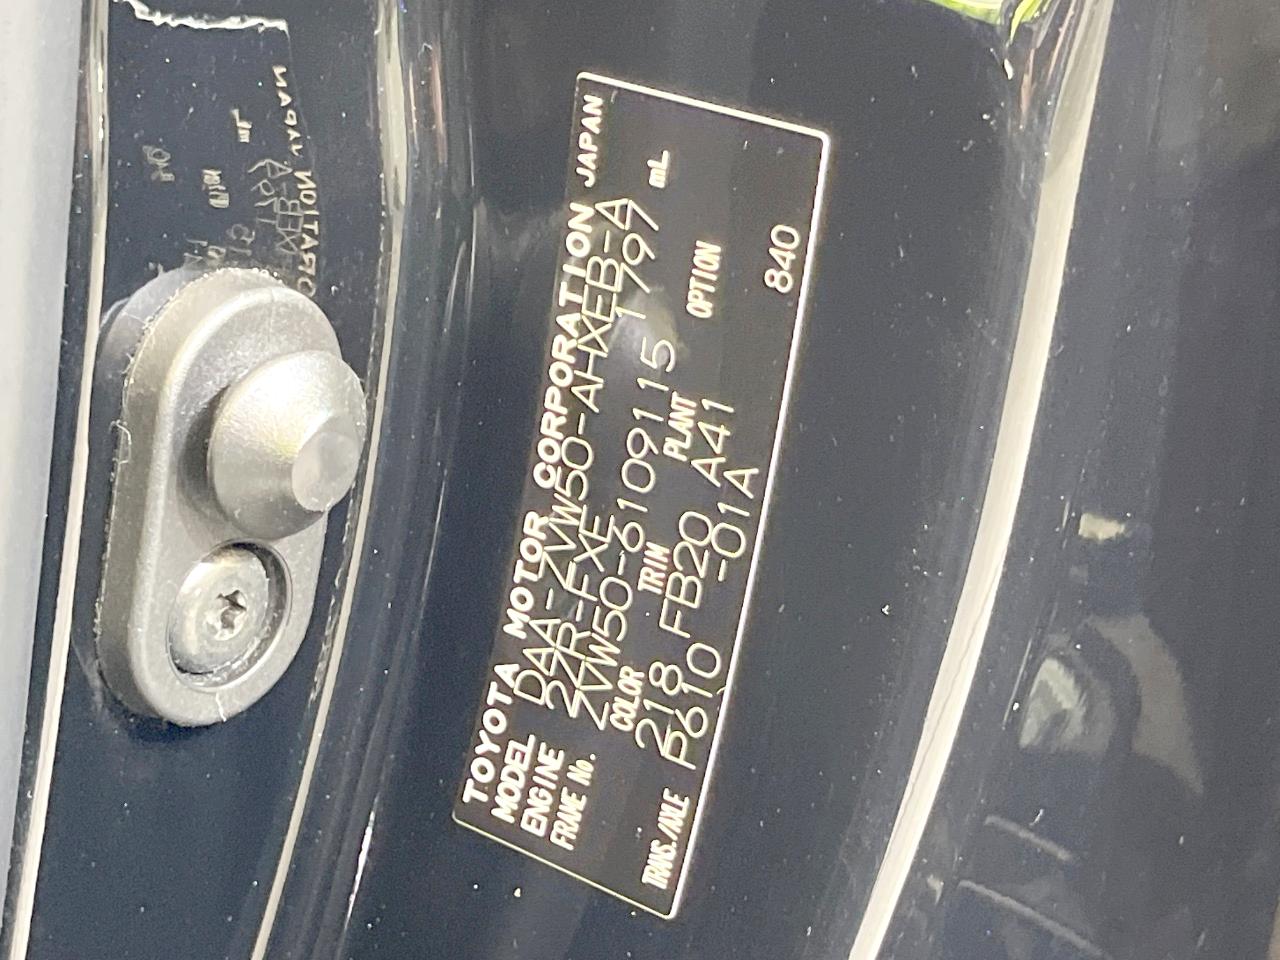 TOYOTA MOTOR CORPORATION JAPAN
MODEL DAA-ZVW50-AHXEB-A
ENGINE 2ZR-FXE 1797 mL
FRAME No. ZVW50-6109115
COLOR TRIM PLANT OPTION
218 FB20 A41
TRANS./AXLE P610 -01A
840